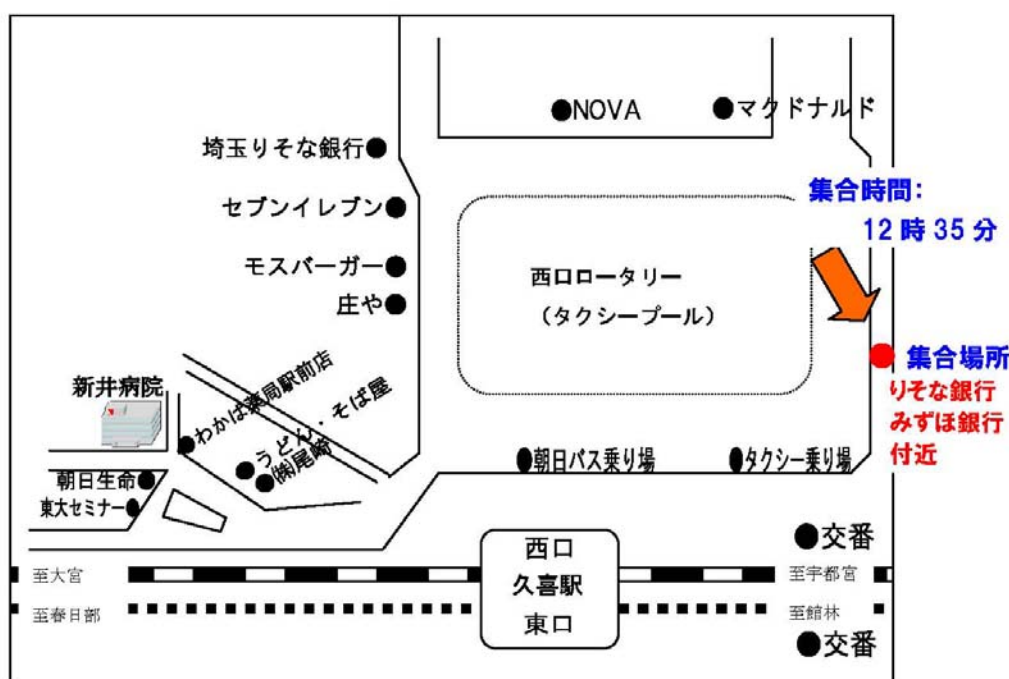 NOVA
マクドナルド
埼玉りそな銀行
集合時間:
12時35分
セブンイレブン
モスバーガー
庄や
西口ロータリー
（タクシープール）
集合場所
りそな銀行
みずほ銀行
付近
新井病院
わかば薬局駅前店
うどん・そば屋
㈱尾崎
朝日バス乗り場
タクシー乗り場
朝日生命
東大セミナー
交番
西口
久喜駅
東口
至大宮
至宇都宮
至春日部
至館林
交番